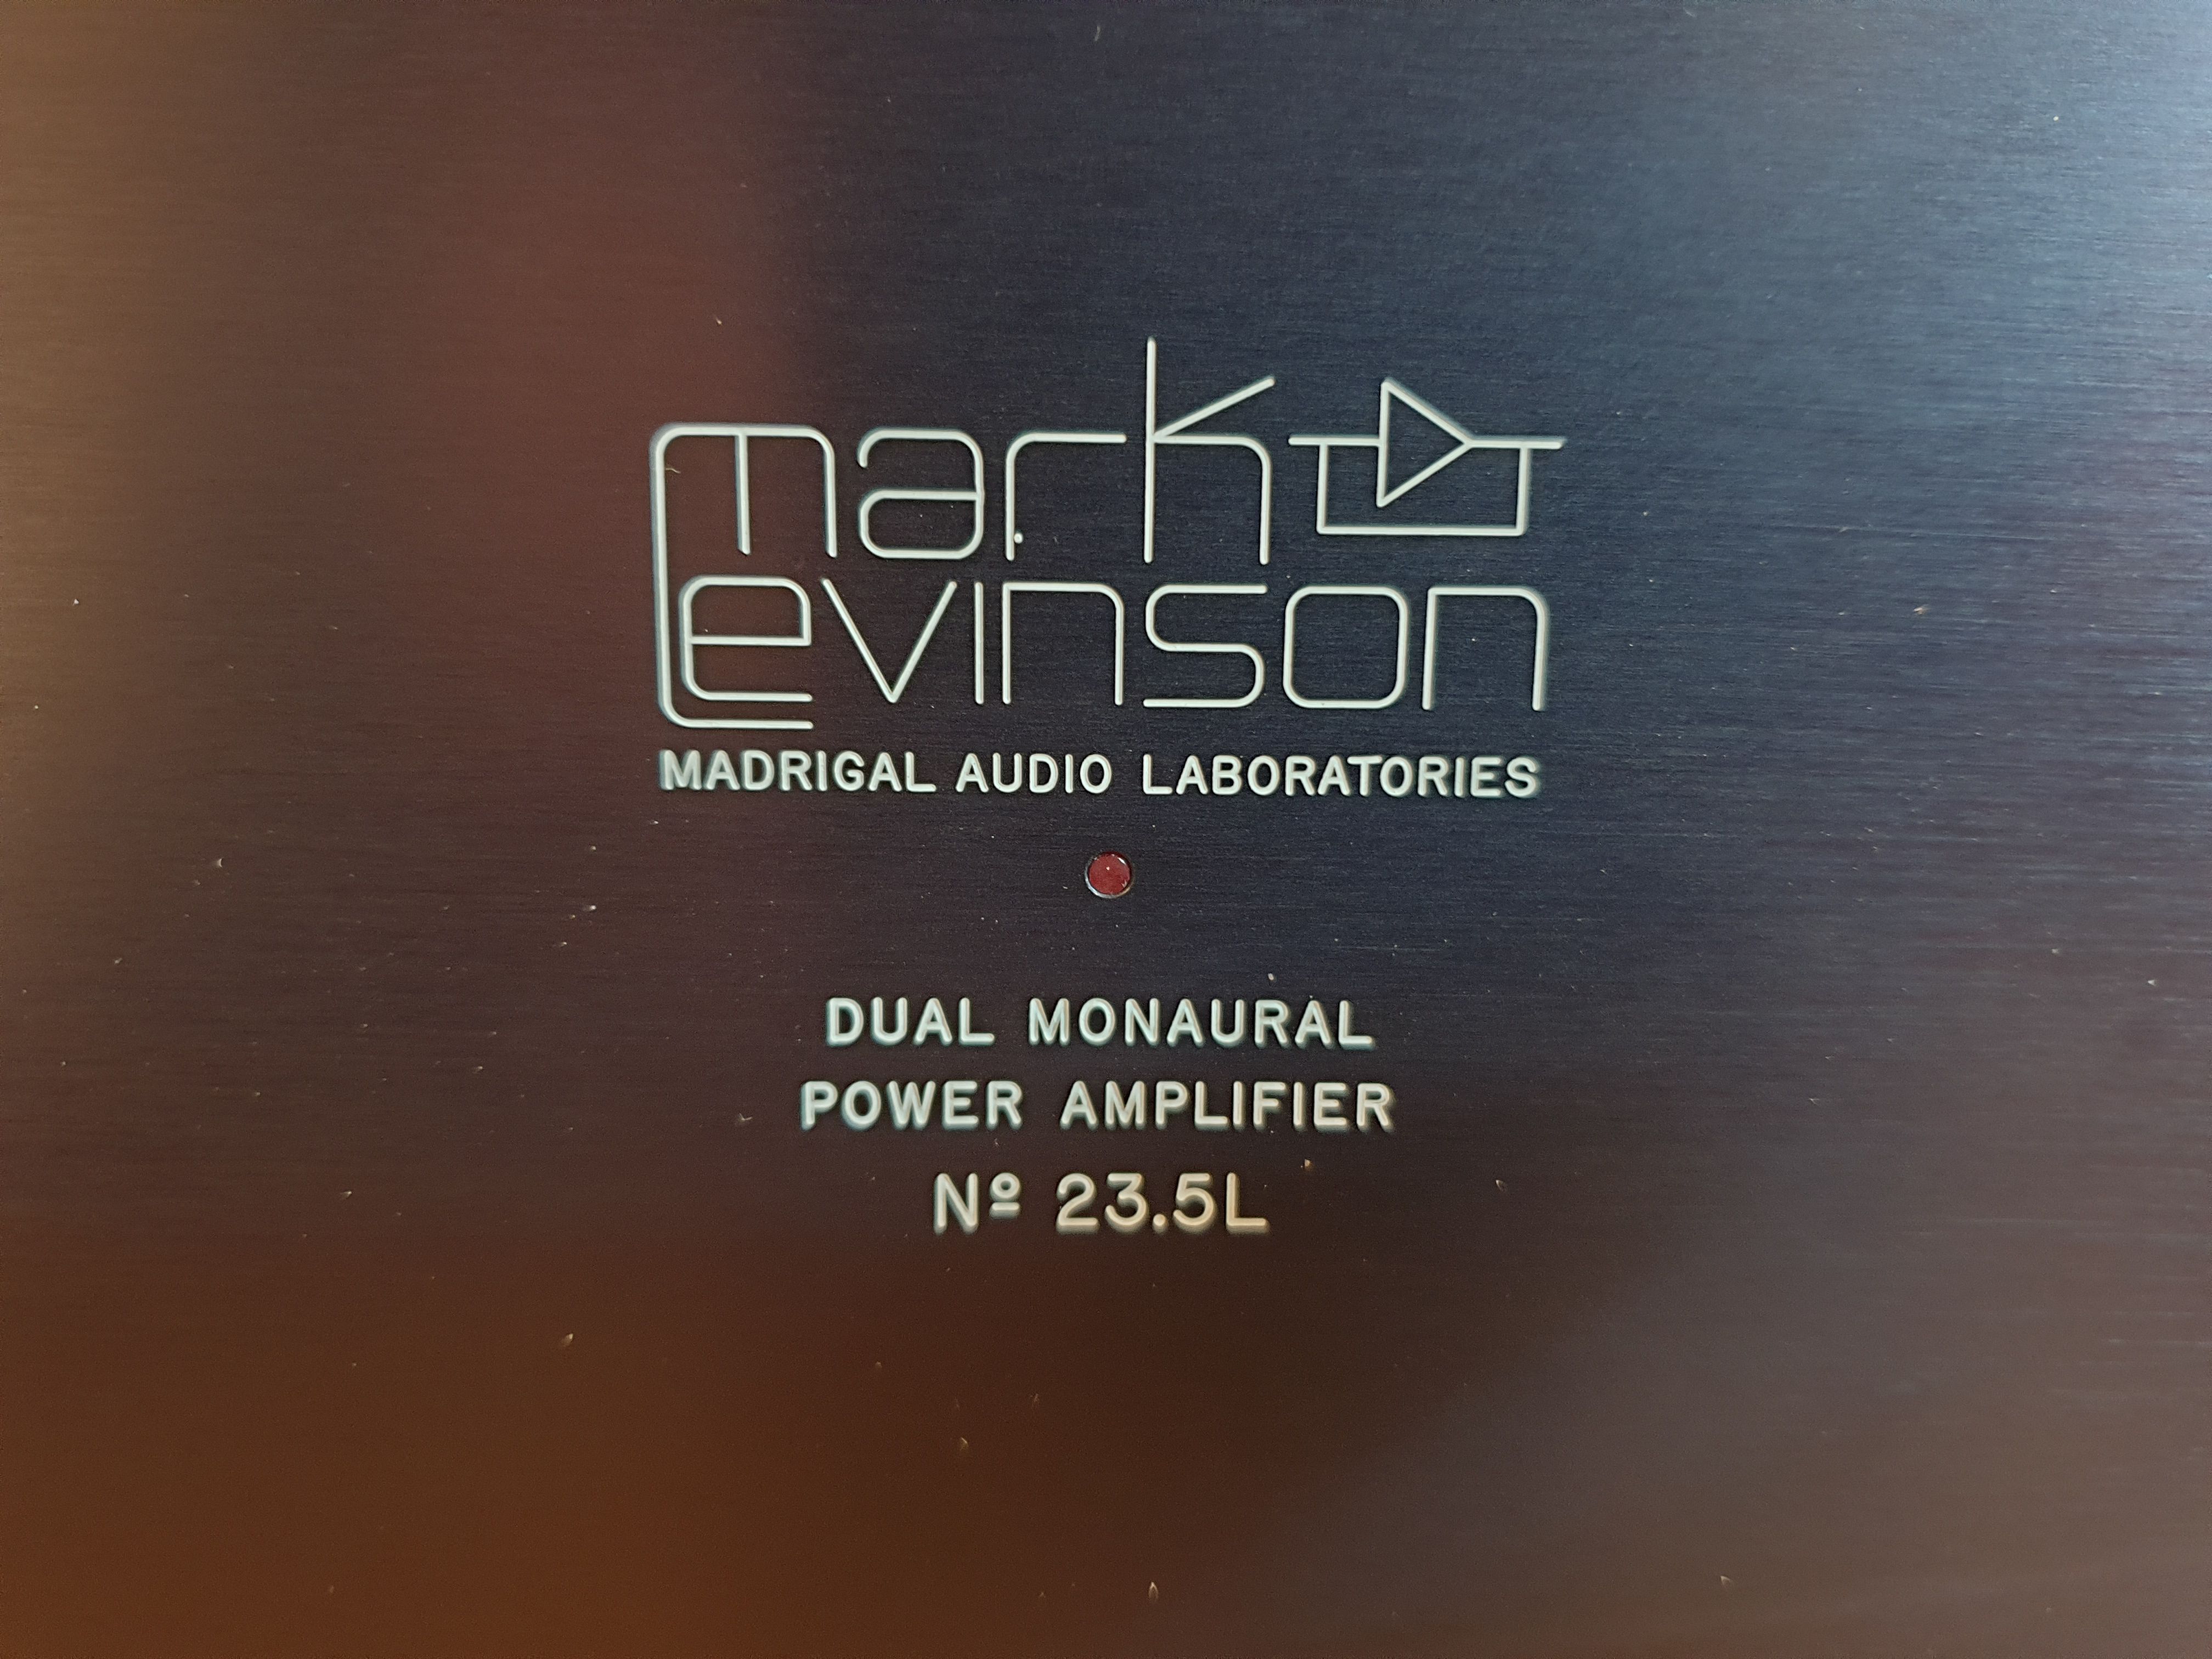 mark
Levinson
MADRIGAL AUDIO LABORATORIES
DUAL MONAURAL
POWER AMPLIFIER
Nº 23.5L